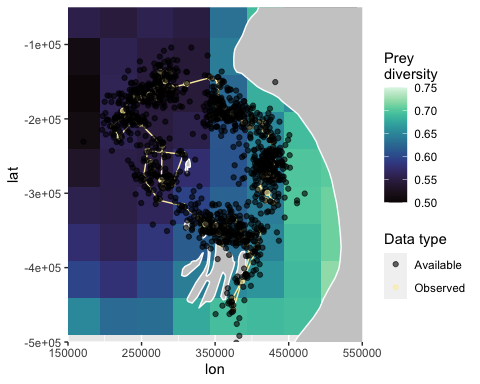 -1e+05
-2e+05
-3e+05
-4e+05
-5e+05
lat
150000 250000 350000 450000 550000
lon
Prey
diversity
0.75
0.70
0.65
0.60
0.55
0.50
Data type
Available
Observed